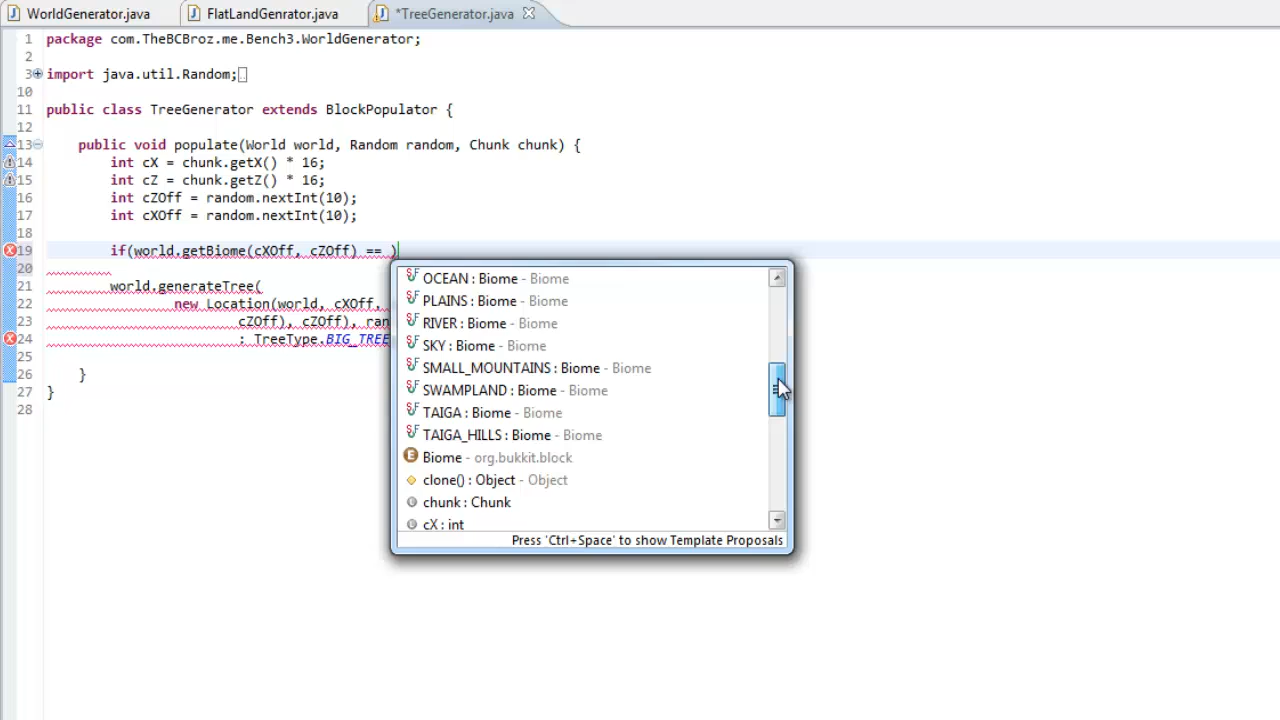 WorldGenerator.java FlatLandGenrator.java *TreeGenerator.java
1 package com.TheBCBroz.me.Bench3.WorldGenerator;
2
3 import java.util.Random;
10
11 public class TreeGenerator extends BlockPopulator {
12
13 public void populate(World world, Random random, Chunk chunk) {
14 int cX = chunk.getX() * 16;
15 int cZ = chunk.getZ() * 16;
16 int cZOff = random.nextInt(10);
17 int cXOff = random.nextInt(10);
18
19 if(world.getBiome(cXOff, cZOff) == )
20
21 world.generateTree(
22 new Location(world, cXOff,
23 cZOff), cZOff), ran
24 : TreeType.BIG_TREE
25
26 }
27 }
28
OCEAN : Biome - Biome
PLAINS : Biome - Biome
RIVER : Biome - Biome
SKY : Biome - Biome
SMALL_MOUNTAINS : Biome - Biome
SWAMPLAND : Biome - Biome
TAIGA : Biome - Biome
TAIGA_HILLS : Biome - Biome
Biome - org.bukkit.block
clone() : Object - Object
chunk : Chunk
cX : int
Press 'Ctrl+Space' to show Template Proposals